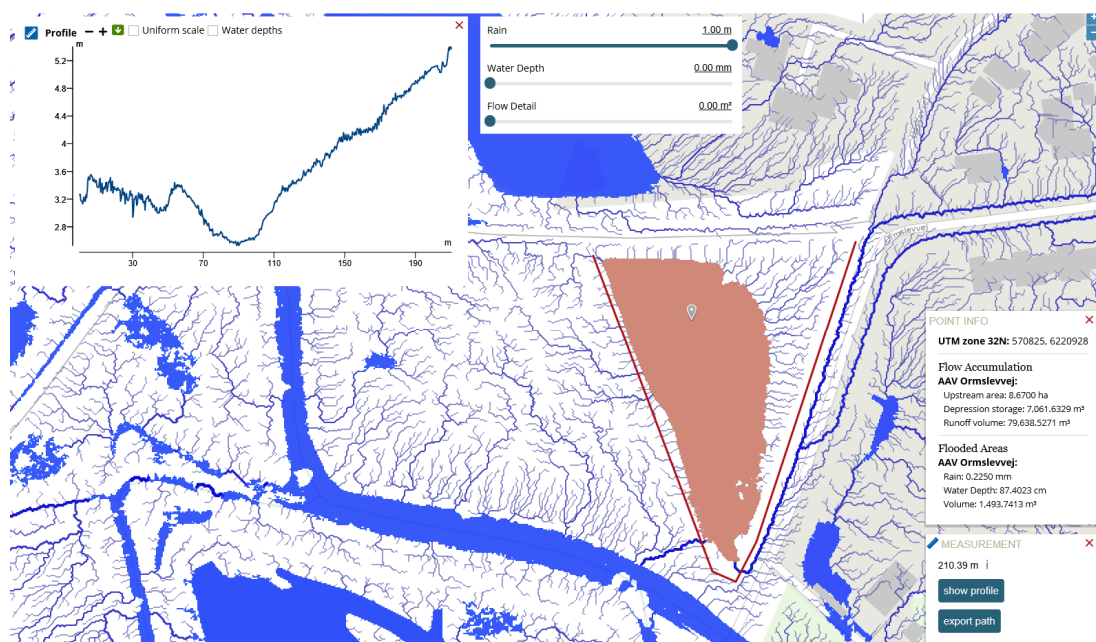 Profile − + Uniform scale Water depths
m
5.2
4.8
4.4
4
3.6
3.2
2.8
m
30 70 110 150 190
Rain 1.00 m
Water Depth 0.00 mm
Flow Detail 0.00 m²
+
−
Ormslevvej
POINT INFO
UTM zone 32N: 570825, 6220928
Flow Accumulation
AAV Ormslevvej:
Upstream area: 8.6700 ha
Depression storage: 7,061.6329 m³
Runoff volume: 79,638.5271 m³
Flooded Areas
AAV Ormslevvej:
Rain: 0.2250 mm
Water Depth: 87.4023 cm
Volume: 1,493.7413 m³
MEASUREMENT
210.39 m i
show profile
export path